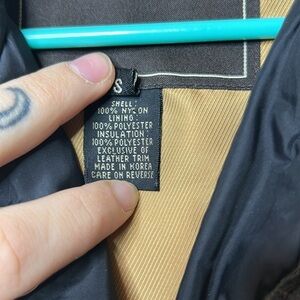 S
SHELL:
100% NYLON
LINING:
100% POLYESTER
INSULATION:
100% POLYESTER
EXCLUSIVE OF
LEATHER TRIM
MADE IN KOREA
CARE ON REVERSE